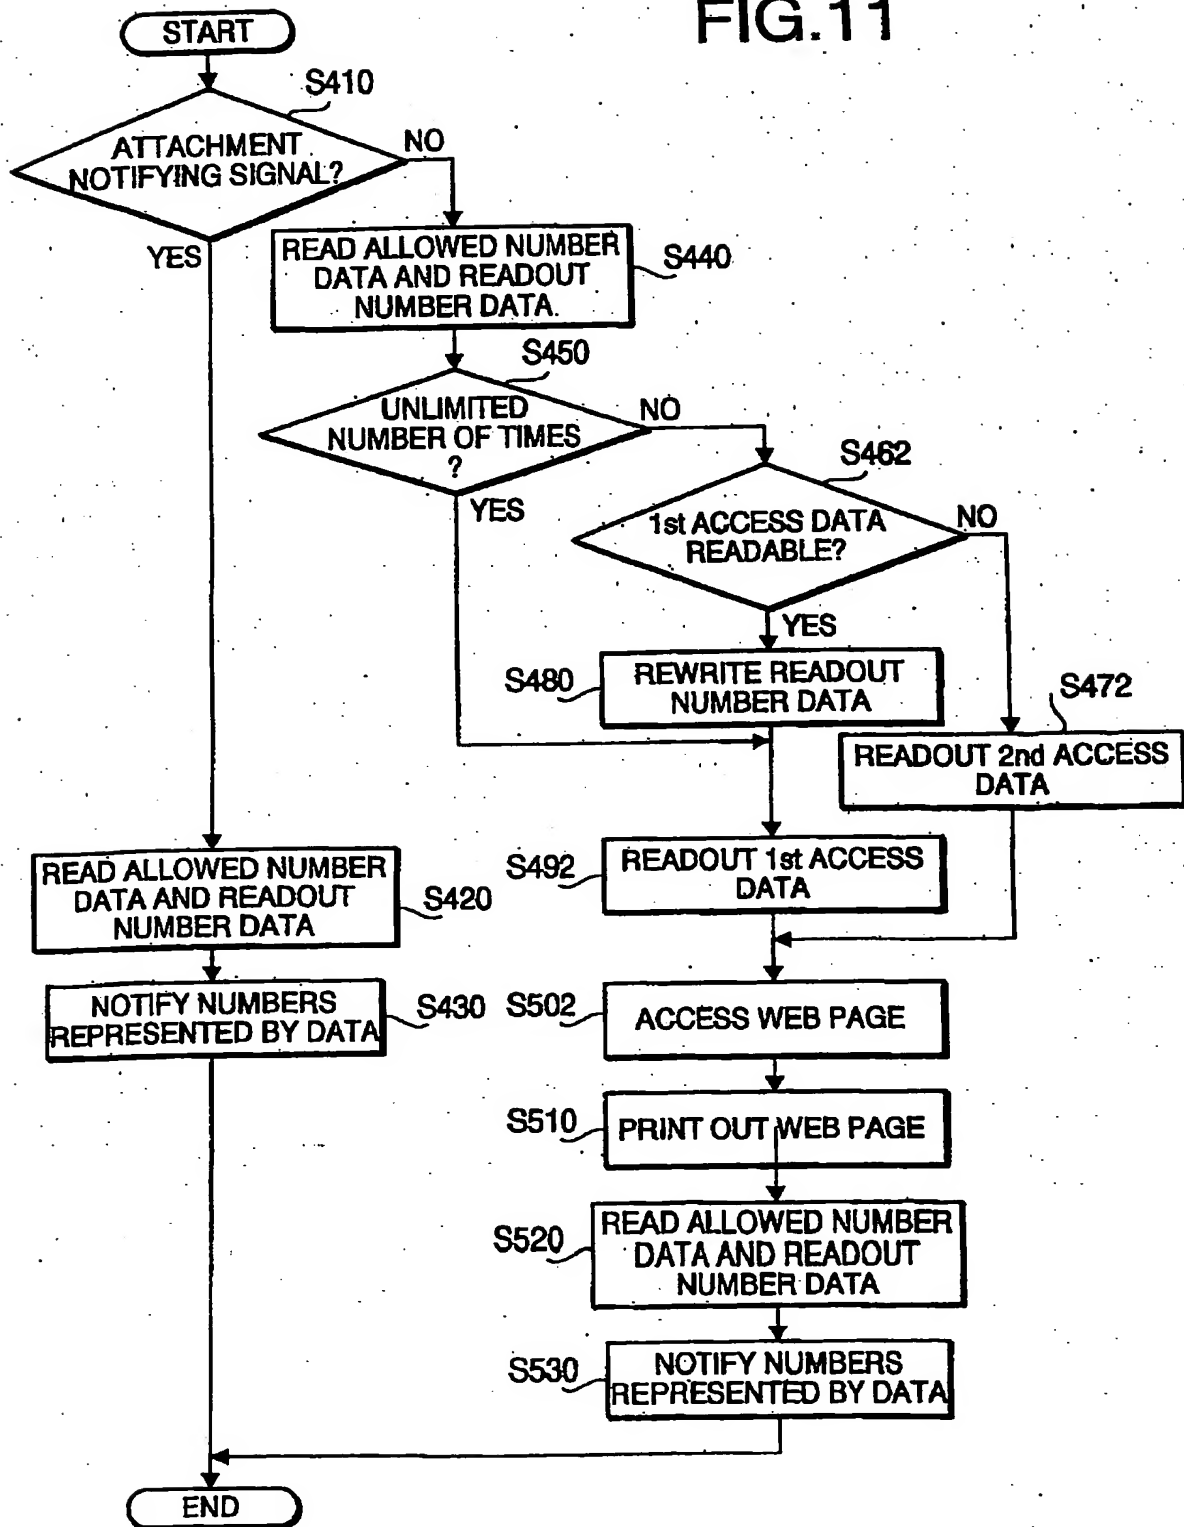 FIG.11
START
S410
ATTACHMENT
NOTIFYING SIGNAL?
NO
YES
READ ALLOWED NUMBER
DATA AND READOUT
NUMBER DATA.
S440
S450
UNLIMITED
NUMBER OF TIMES
?
NO
YES
S462
1st ACCESS DATA
READABLE?
NO
YES
S480
REWRITE READOUT
NUMBER DATA
S472
READOUT 2nd ACCESS
DATA
S492
READOUT 1st ACCESS
DATA
READ ALLOWED NUMBER
DATA AND READOUT
NUMBER DATA
S420
NOTIFY NUMBERS
REPRESENTED BY DATA
S430
S502
ACCESS WEB PAGE
S510
PRINT OUT WEB PAGE
S520
READ ALLOWED NUMBER
DATA AND READOUT
NUMBER DATA
S530
NOTIFY NUMBERS
REPRESENTED BY DATA
END